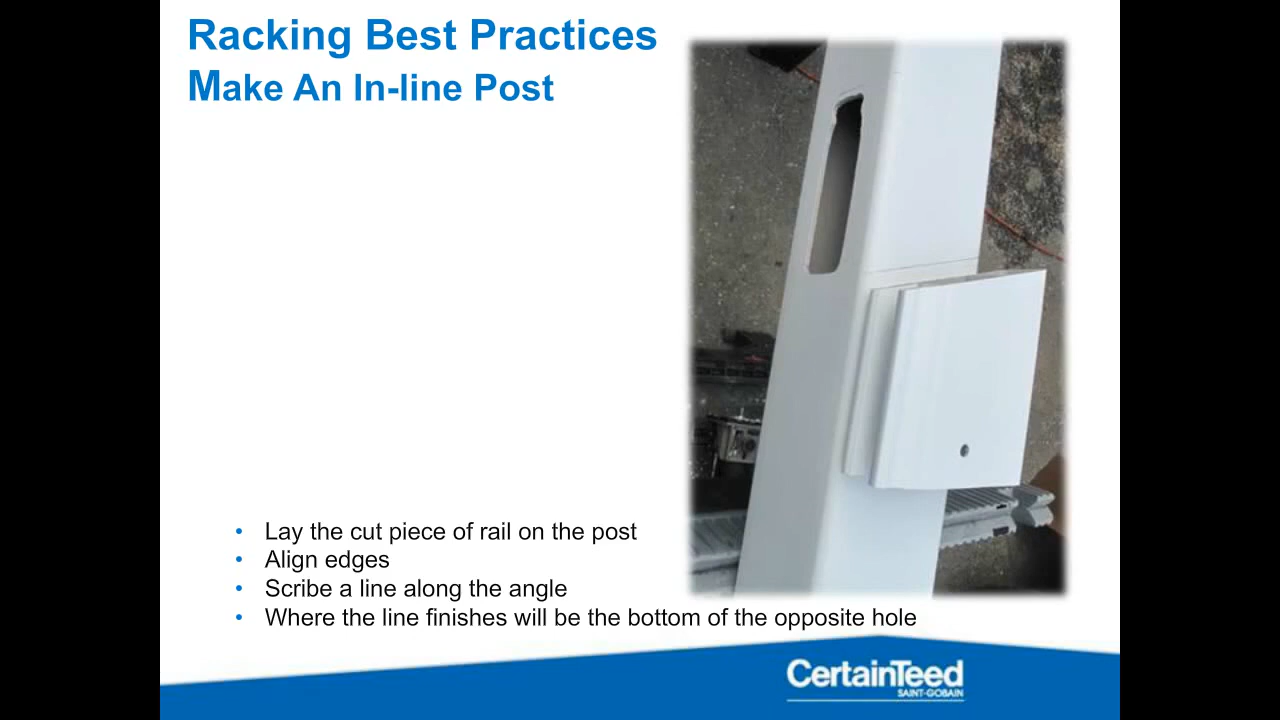 Racking Best Practices
Make An In-line Post
• Lay the cut piece of rail on the post
• Align edges
• Scribe a line along the angle
• Where the line finishes will be the bottom of the opposite hole
CertainTeed
SAINT-GOBAIN